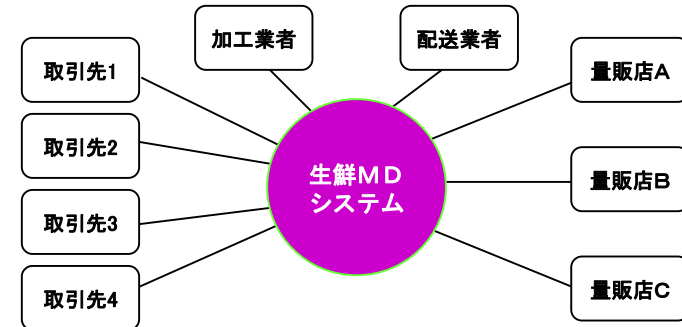 加工業者
配送業者
取引先1
取引先2
取引先3
取引先4
生鮮ＭＤ
システム
量販店Ａ
量販店Ｂ
量販店Ｃ